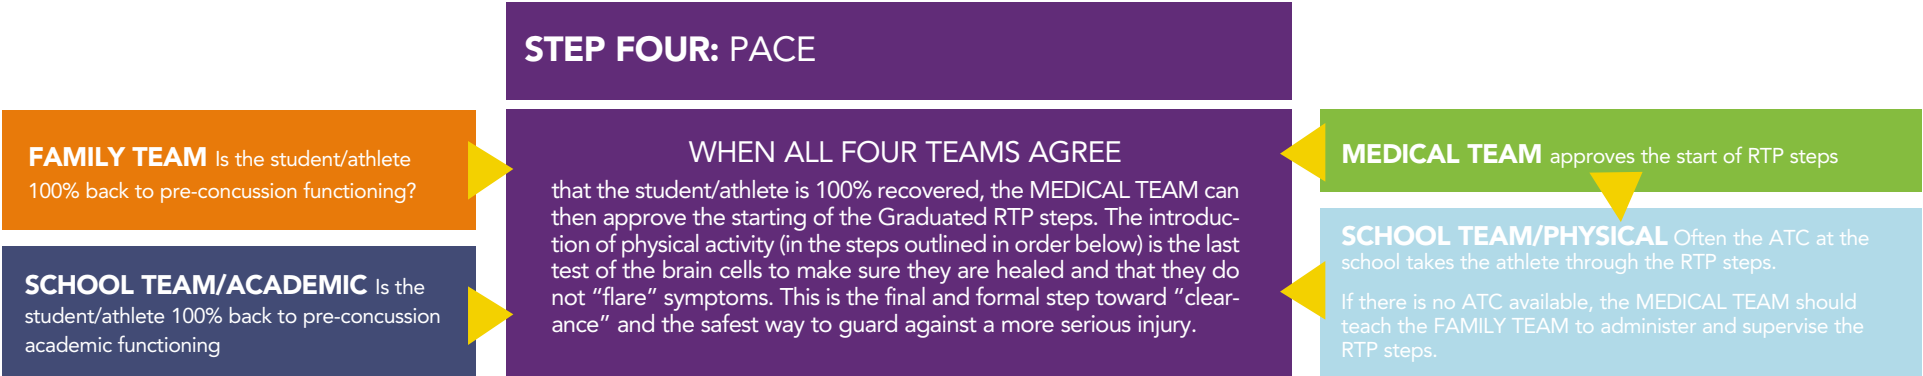 STEP FOUR: PACE
FAMILY TEAM Is the student/athlete
100% back to pre-concussion functioning?
SCHOOL TEAM/ACADEMIC Is the
student/athlete 100% back to pre-concussion
academic functioning
WHEN ALL FOUR TEAMS AGREE
that the student/athlete is 100% recovered, the MEDICAL TEAM can
then approve the starting of the Graduated RTP steps. The introduc-
tion of physical activity (in the steps outlined in order below) is the last
test of the brain cells to make sure they are healed and that they do
not “flare” symptoms. This is the final and formal step toward “clear-
ance” and the safest way to guard against a more serious injury.
MEDICAL TEAM approves the start of RTP steps
SCHOOL TEAM/PHYSICAL Often the ATC at the
school takes the athlete through the RTP steps.
If there is no ATC available, the MEDICAL TEAM should
teach the FAMILY TEAM to administer and supervise the
RTP steps.